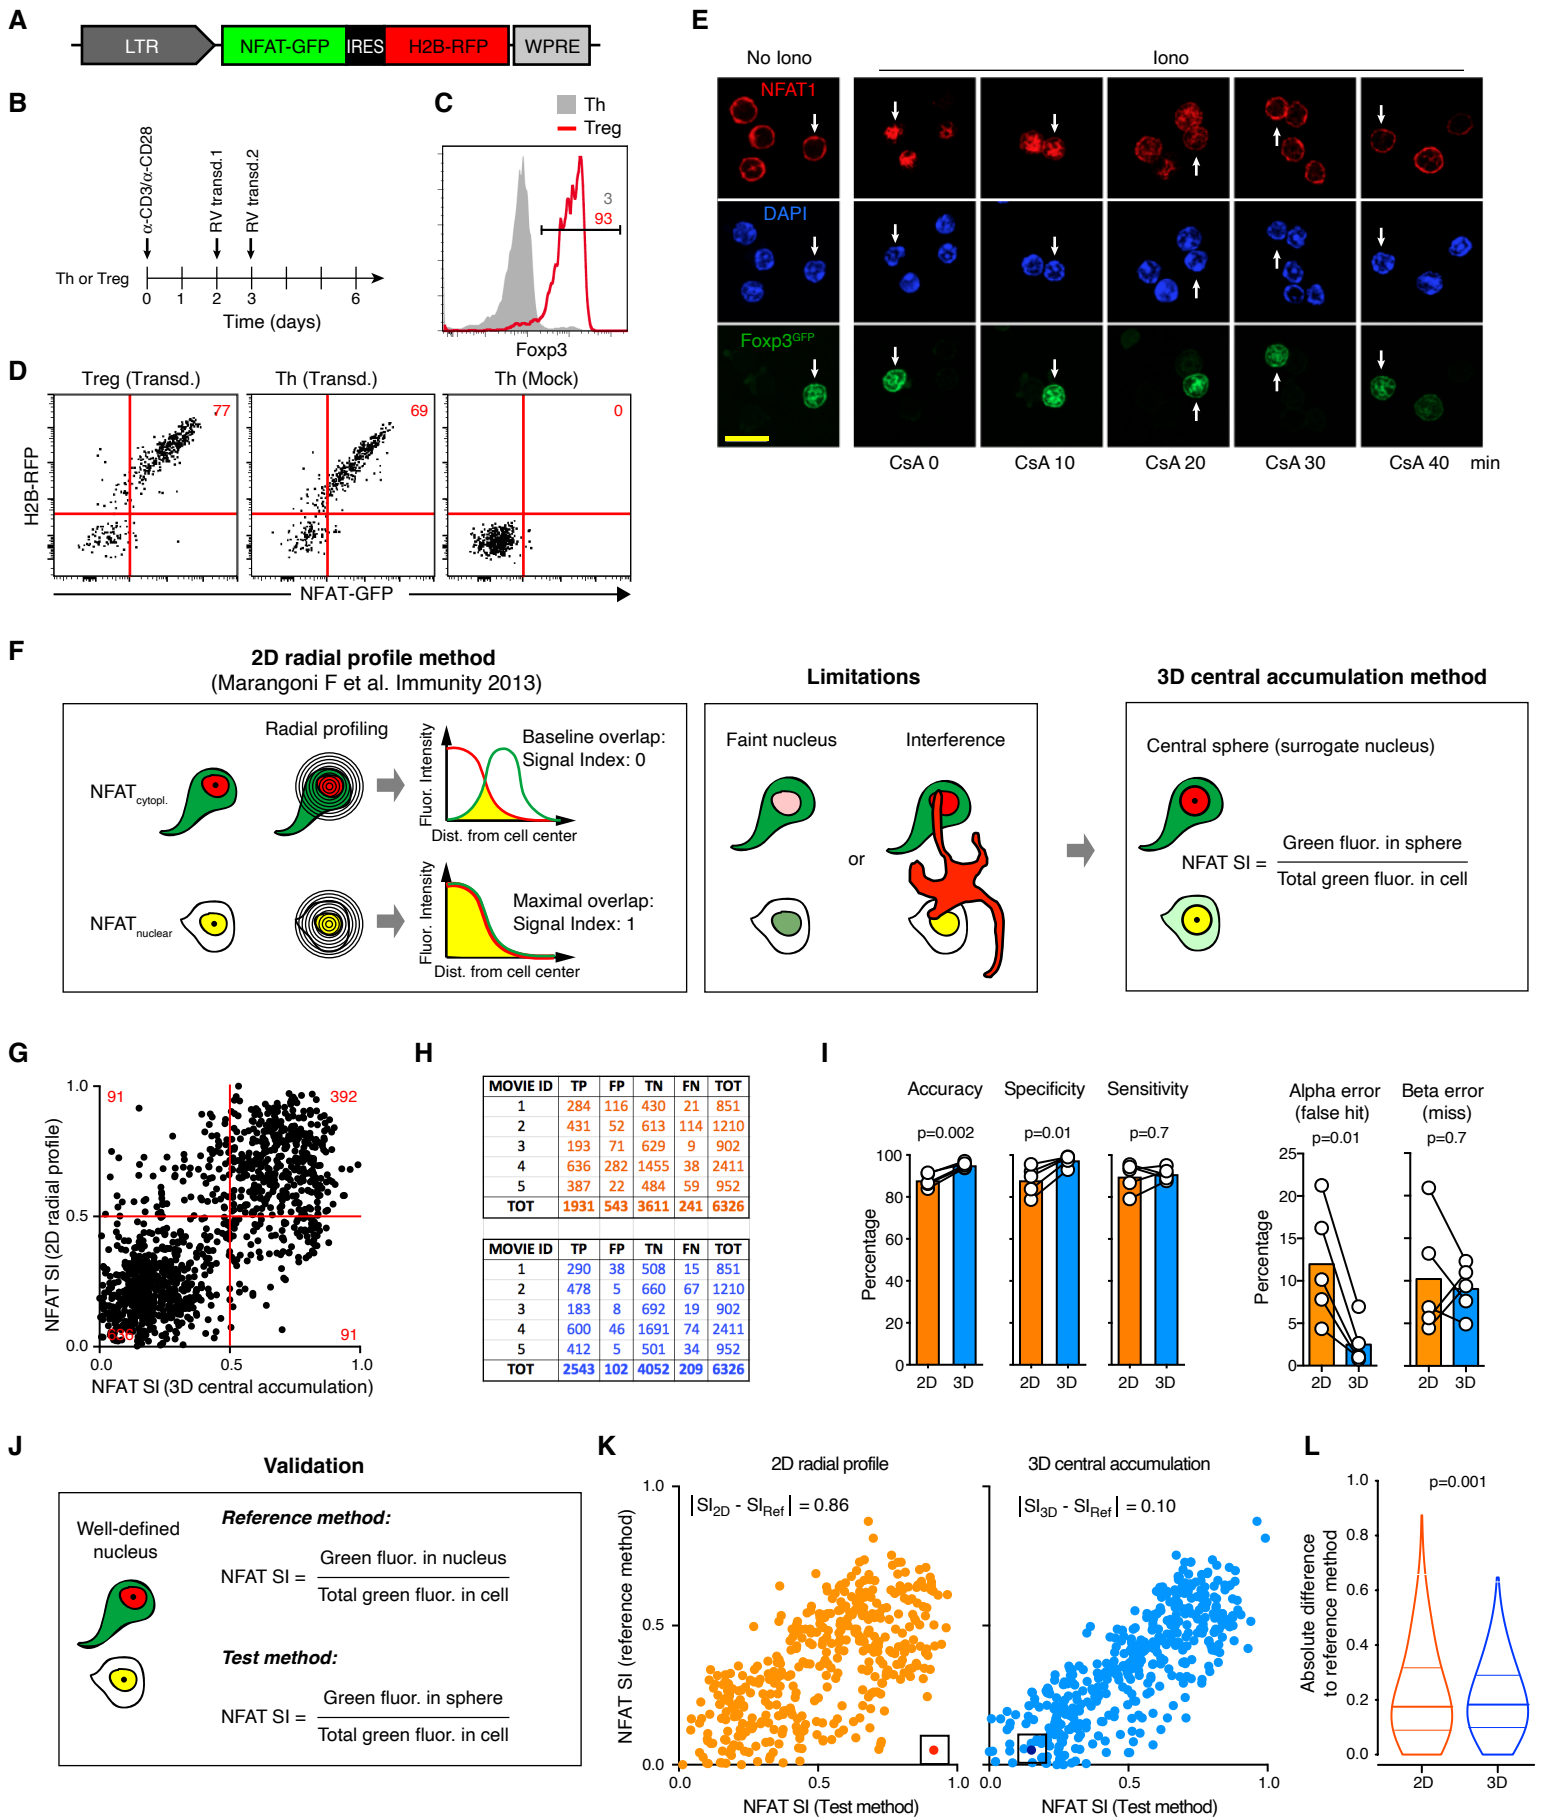 A
LTR
NFAT-GFP
IRES
H2B-RFP
WPRE
B
α-CD3/α-CD28
RV transd.1
RV transd.2
Th or Treg
0 1 2 3 6
Time (days)
C
Th
Treg
3
93
Foxp3
D
Treg (Transd.)
Th (Transd.)
Th (Mock)
77
69
0
H2B-RFP
NFAT-GFP
E
No Iono
Iono
NFAT1
DAPI
Foxp3GFP
CsA 0
CsA 10
CsA 20
CsA 30
CsA 40
min
F
2D radial profile method
(Marangoni F et al. Immunity 2013)
Radial profiling
NFATcytopl.
Fluor. Intensity
Baseline overlap:
Signal Index: 0
Dist. from cell center
NFATnuclear
Fluor. Intensity
Maximal overlap:
Signal Index: 1
Dist. from cell center
Limitations
Faint nucleus
Interference
or
3D central accumulation method
Central sphere (surrogate nucleus)
NFAT SI =
Green fluor. in sphere
Total green fluor. in cell
G
1.0
0.5
0.0
91
392
91
NFAT SI (2D radial profile)
0.0 0.5 1.0
NFAT SI (3D central accumulation)
H
MOVIE ID TP FP TN FN TOT
1 284 116 430 21 851
2 431 52 613 114 1210
3 193 71 629 9 902
4 636 282 1455 38 2411
5 387 22 484 59 952
TOT 1931 543 3611 241 6326
MOVIE ID TP FP TN FN TOT
1 290 38 508 15 851
2 478 5 660 67 1210
3 183 8 692 19 902
4 600 46 1691 74 2411
5 412 5 501 34 952
TOT 2543 102 4052 209 6326
I
Accuracy
Specificity
Sensitivity
p=0.002
p=0.01
p=0.7
Percentage
100
80
60
40
20
0
2D 3D
2D 3D
2D 3D
Alpha error
(false hit)
Beta error
(miss)
p=0.01
p=0.7
Percentage
25
20
15
10
5
0
2D 3D
2D 3D
J
Validation
Well-defined
nucleus
Reference method:
NFAT SI =
Green fluor. in nucleus
Total green fluor. in cell
Test method:
NFAT SI =
Green fluor. in sphere
Total green fluor. in cell
K
2D radial profile
3D central accumulation
|SI2D - SIRef| = 0.86
|SI3D - SIRef| = 0.10
NFAT SI (reference method)
1.0
0.5
0.0
0.0 0.5 1.0
0.0 0.5 1.0
NFAT SI (Test method)
NFAT SI (Test method)
L
p=0.001
Absolute difference
to reference method
1.0
0.8
0.6
0.4
0.2
0.0
2D 3D